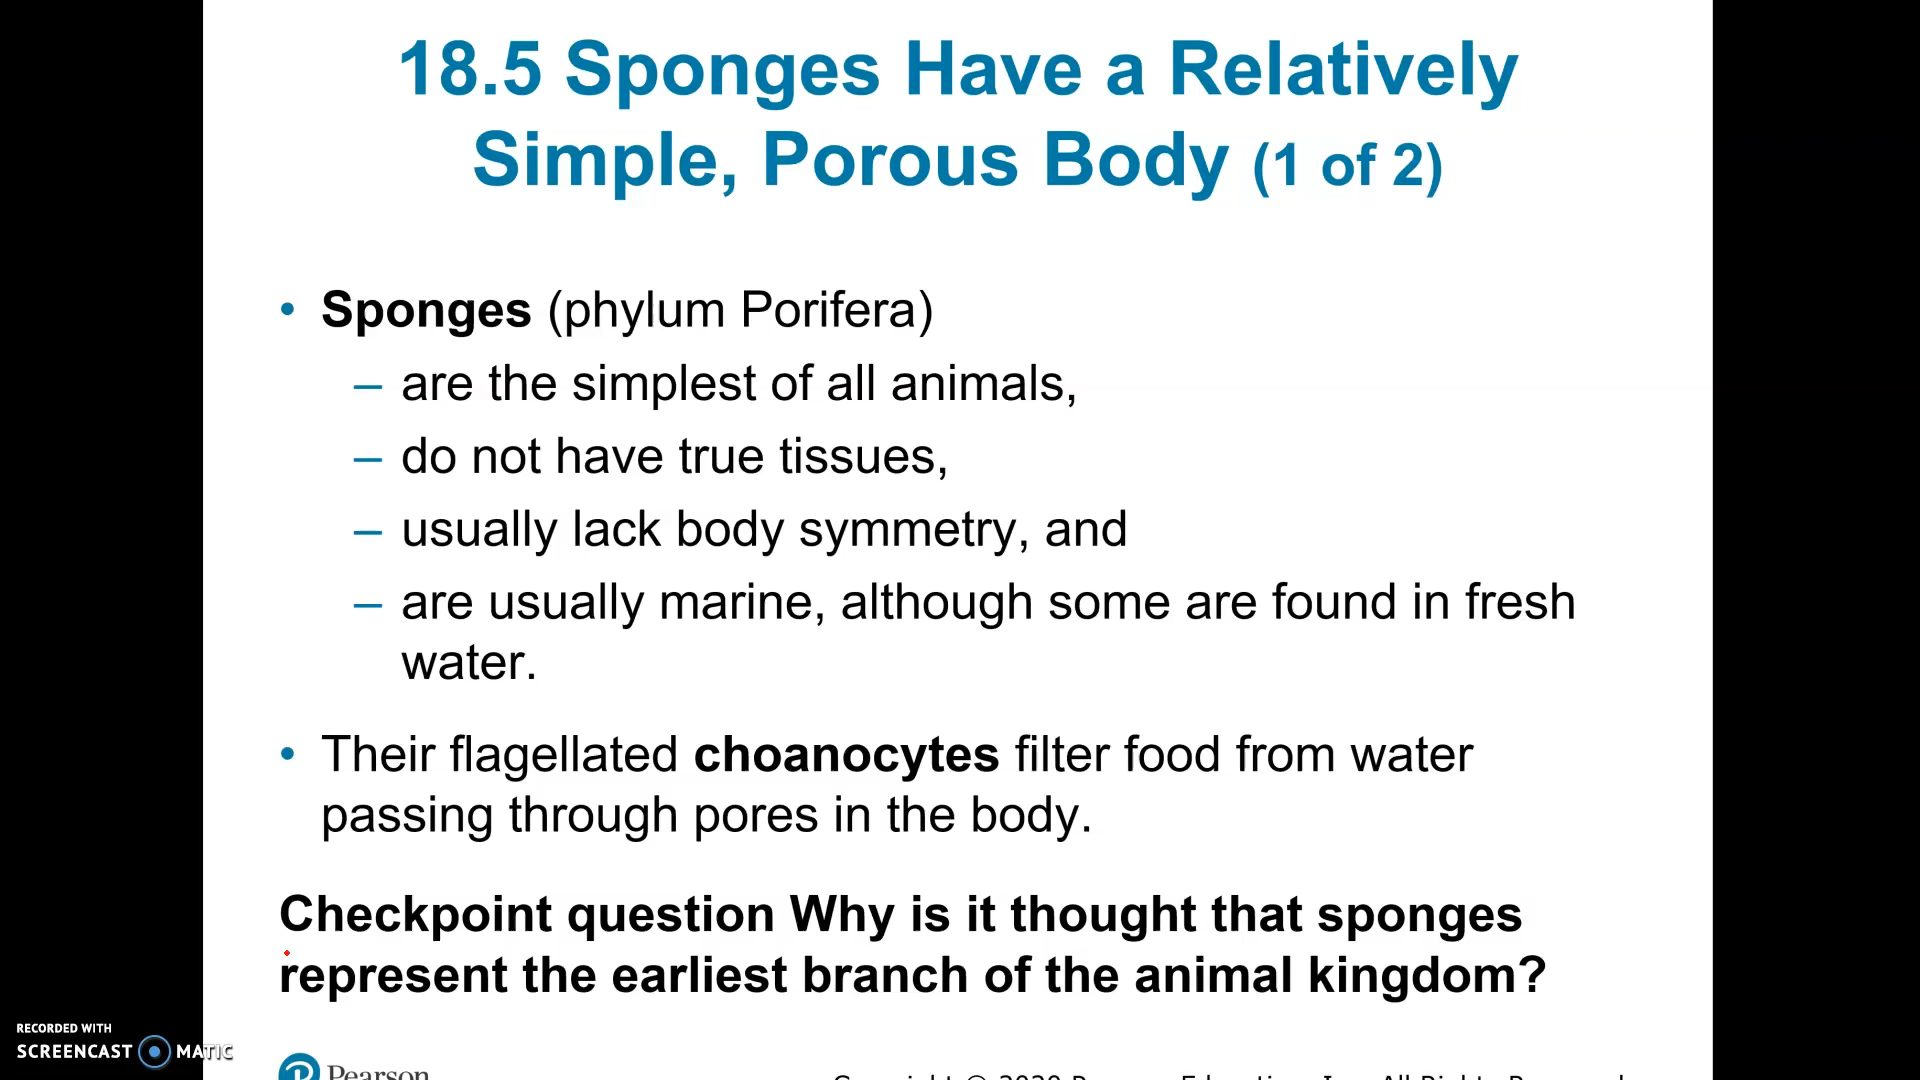 18.5 Sponges Have a Relatively
Simple, Porous Body (1 of 2)
• Sponges (phylum Porifera)
– are the simplest of all animals,
– do not have true tissues,
– usually lack body symmetry, and
– are usually marine, although some are found in fresh
water.
• Their flagellated choanocytes filter food from water
passing through pores in the body.
Checkpoint question Why is it thought that sponges
represent the earliest branch of the animal kingdom?
RECORDED WITH
SCREENCAST MATIC
Pearson
Copyright © 2020 Pearson Education, Inc. All Rights Reserved